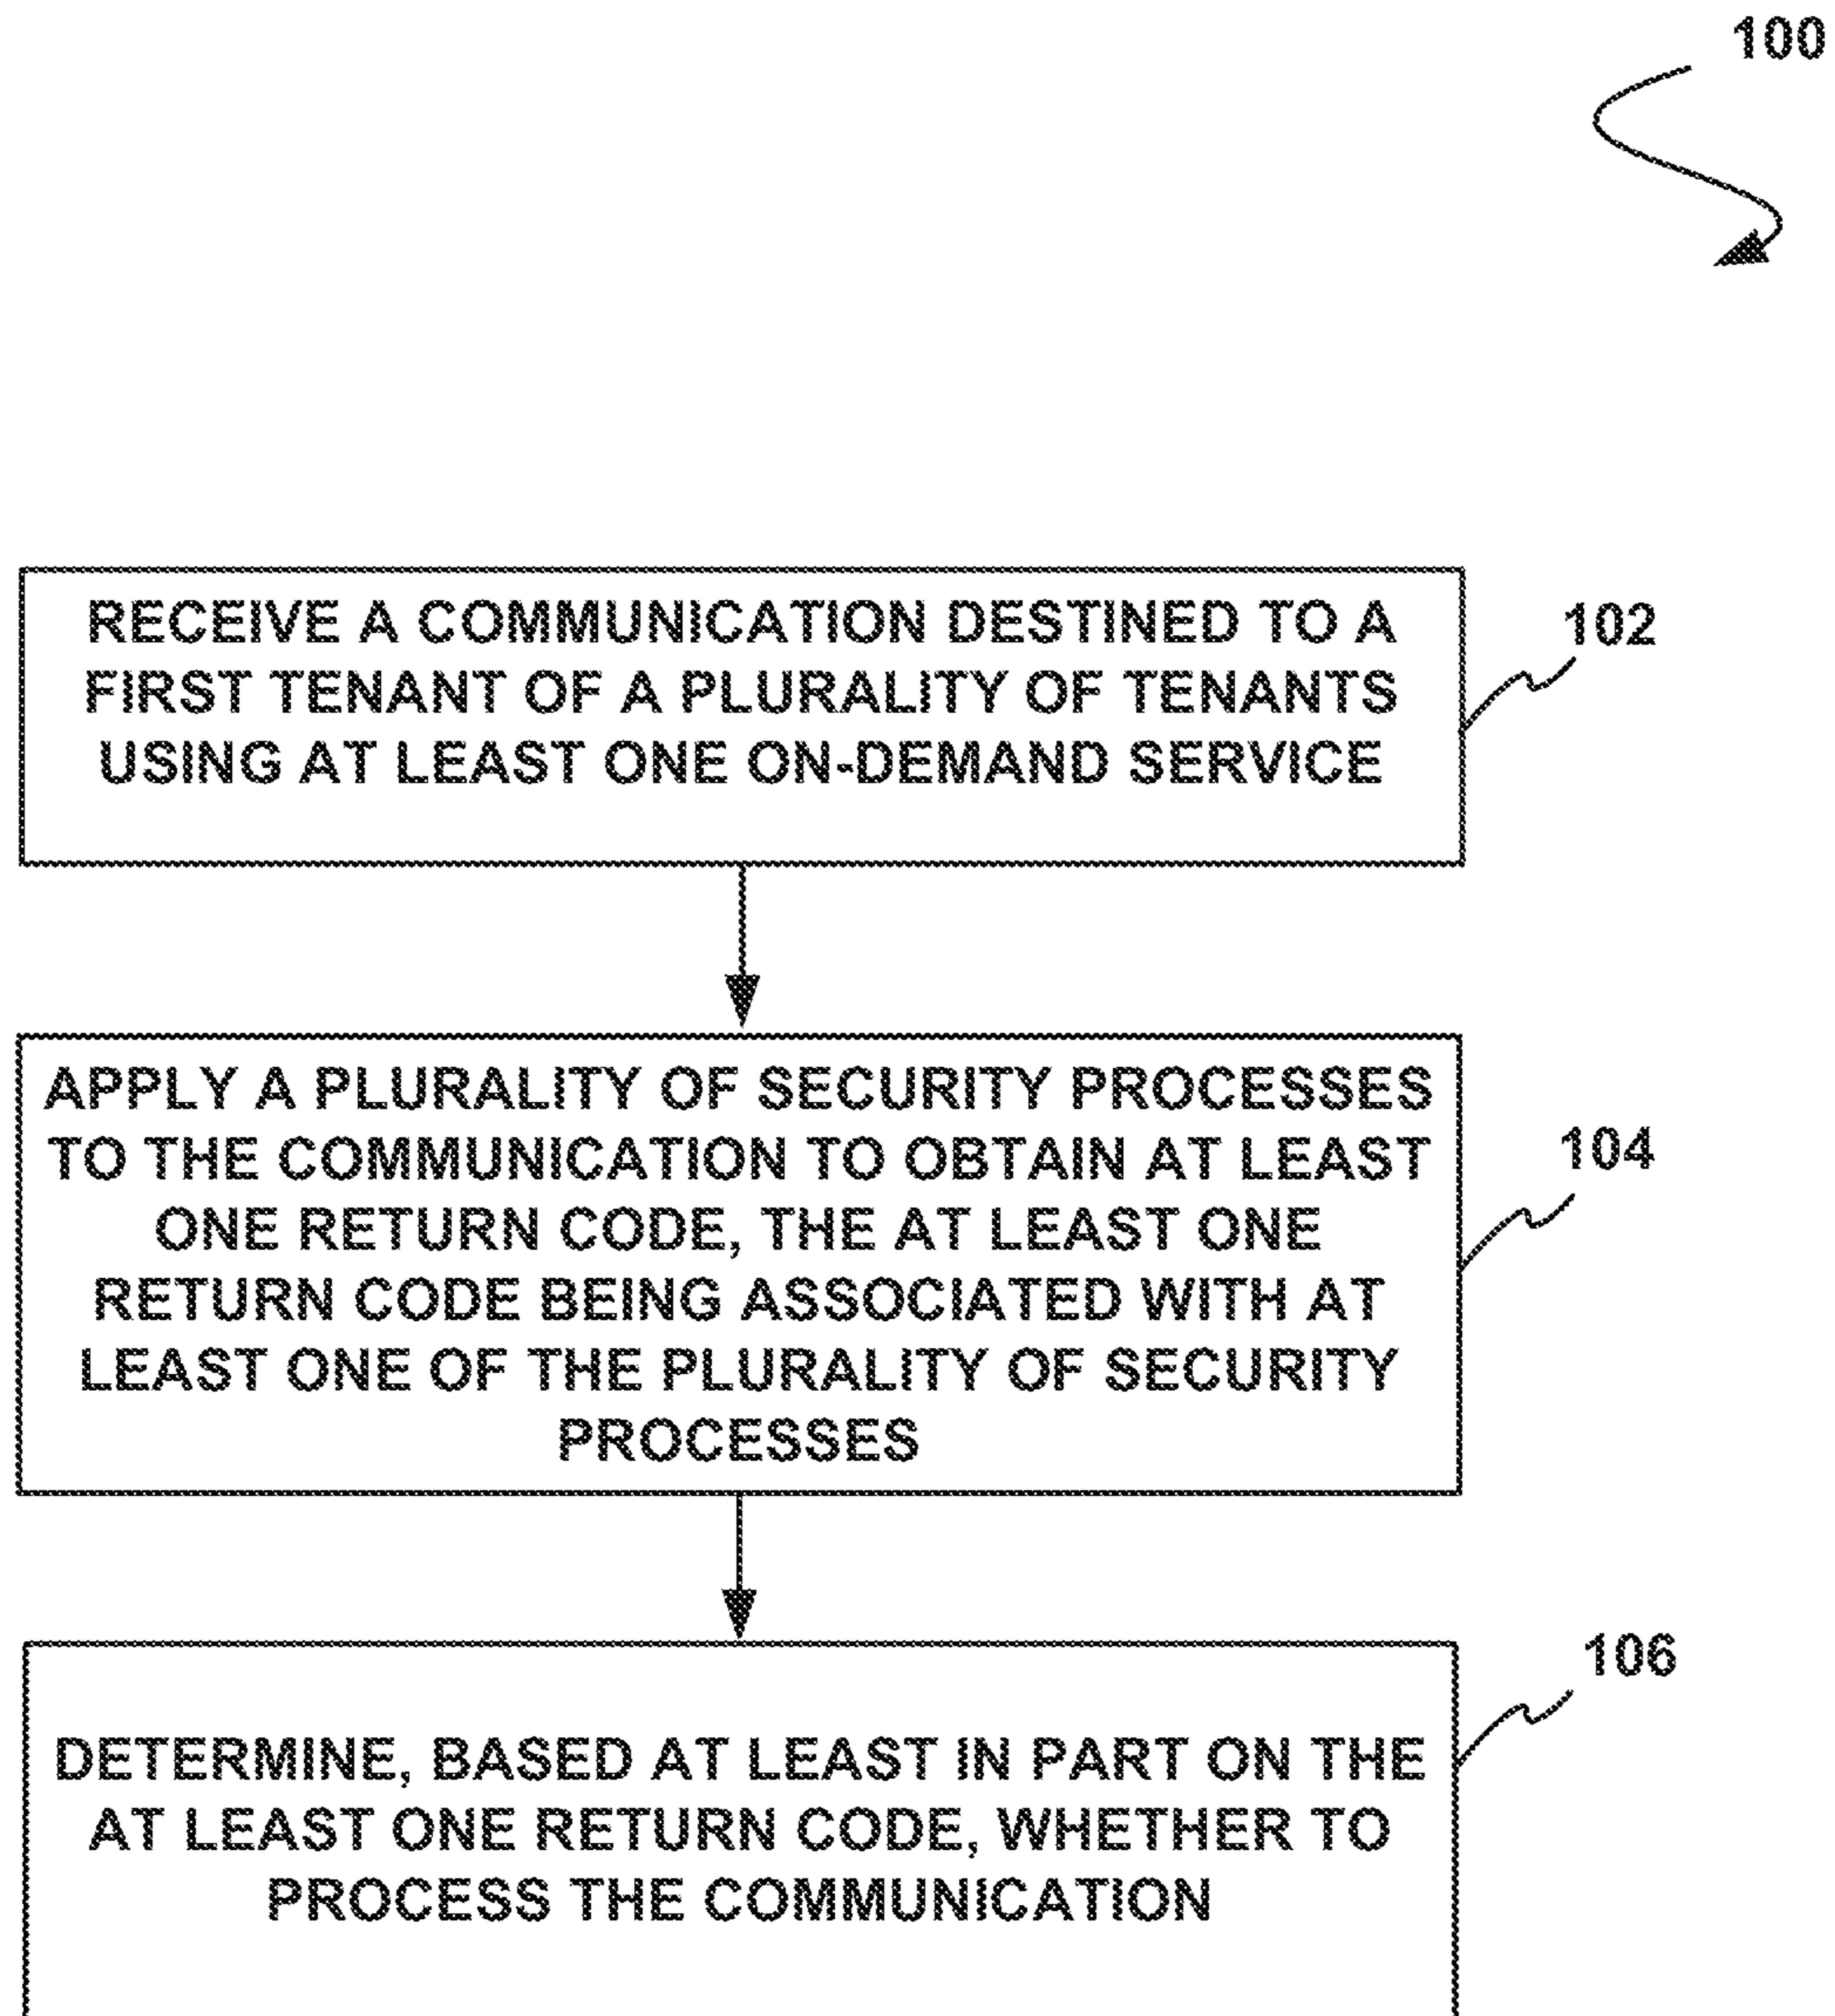 100
RECEIVE A COMMUNICATION DESTINED TO A
FIRST TENANT OF A PLURALITY OF TENANTS
USING AT LEAST ONE ON-DEMAND SERVICE
102
APPLY A PLURALITY OF SECURITY PROCESSES
TO THE COMMUNICATION TO OBTAIN AT LEAST
ONE RETURN CODE, THE AT LEAST ONE
RETURN CODE BEING ASSOCIATED WITH AT
LEAST ONE OF THE PLURALITY OF SECURITY
PROCESSES
104
DETERMINE, BASED AT LEAST IN PART ON THE
AT LEAST ONE RETURN CODE, WHETHER TO
PROCESS THE COMMUNICATION
106